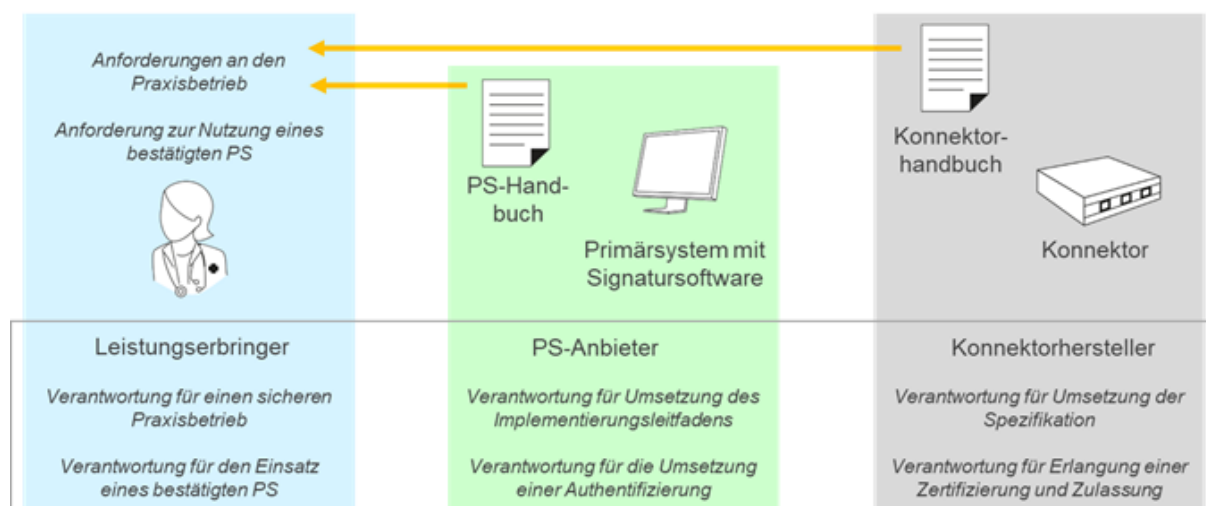 Anforderungen an den
Praxisbetrieb
Anforderung zur Nutzung eines
bestätigten PS
PS-Hand-
buch
Primärsystem mit
Signatursoftware
Konnektor-
handbuch
Konnektor
Leistungserbringer
Verantwortung für einen sicheren
Praxisbetrieb
Verantwortung für den Einsatz
eines bestätigten PS
PS-Anbieter
Verantwortung für Umsetzung des
Implementierungsleitfadens
Verantwortung für die Umsetzung
einer Authentifizierung
Konnektorhersteller
Verantwortung für Umsetzung der
Spezifikation
Verantwortung für Erlangung einer
Zertifizierung und Zulassung